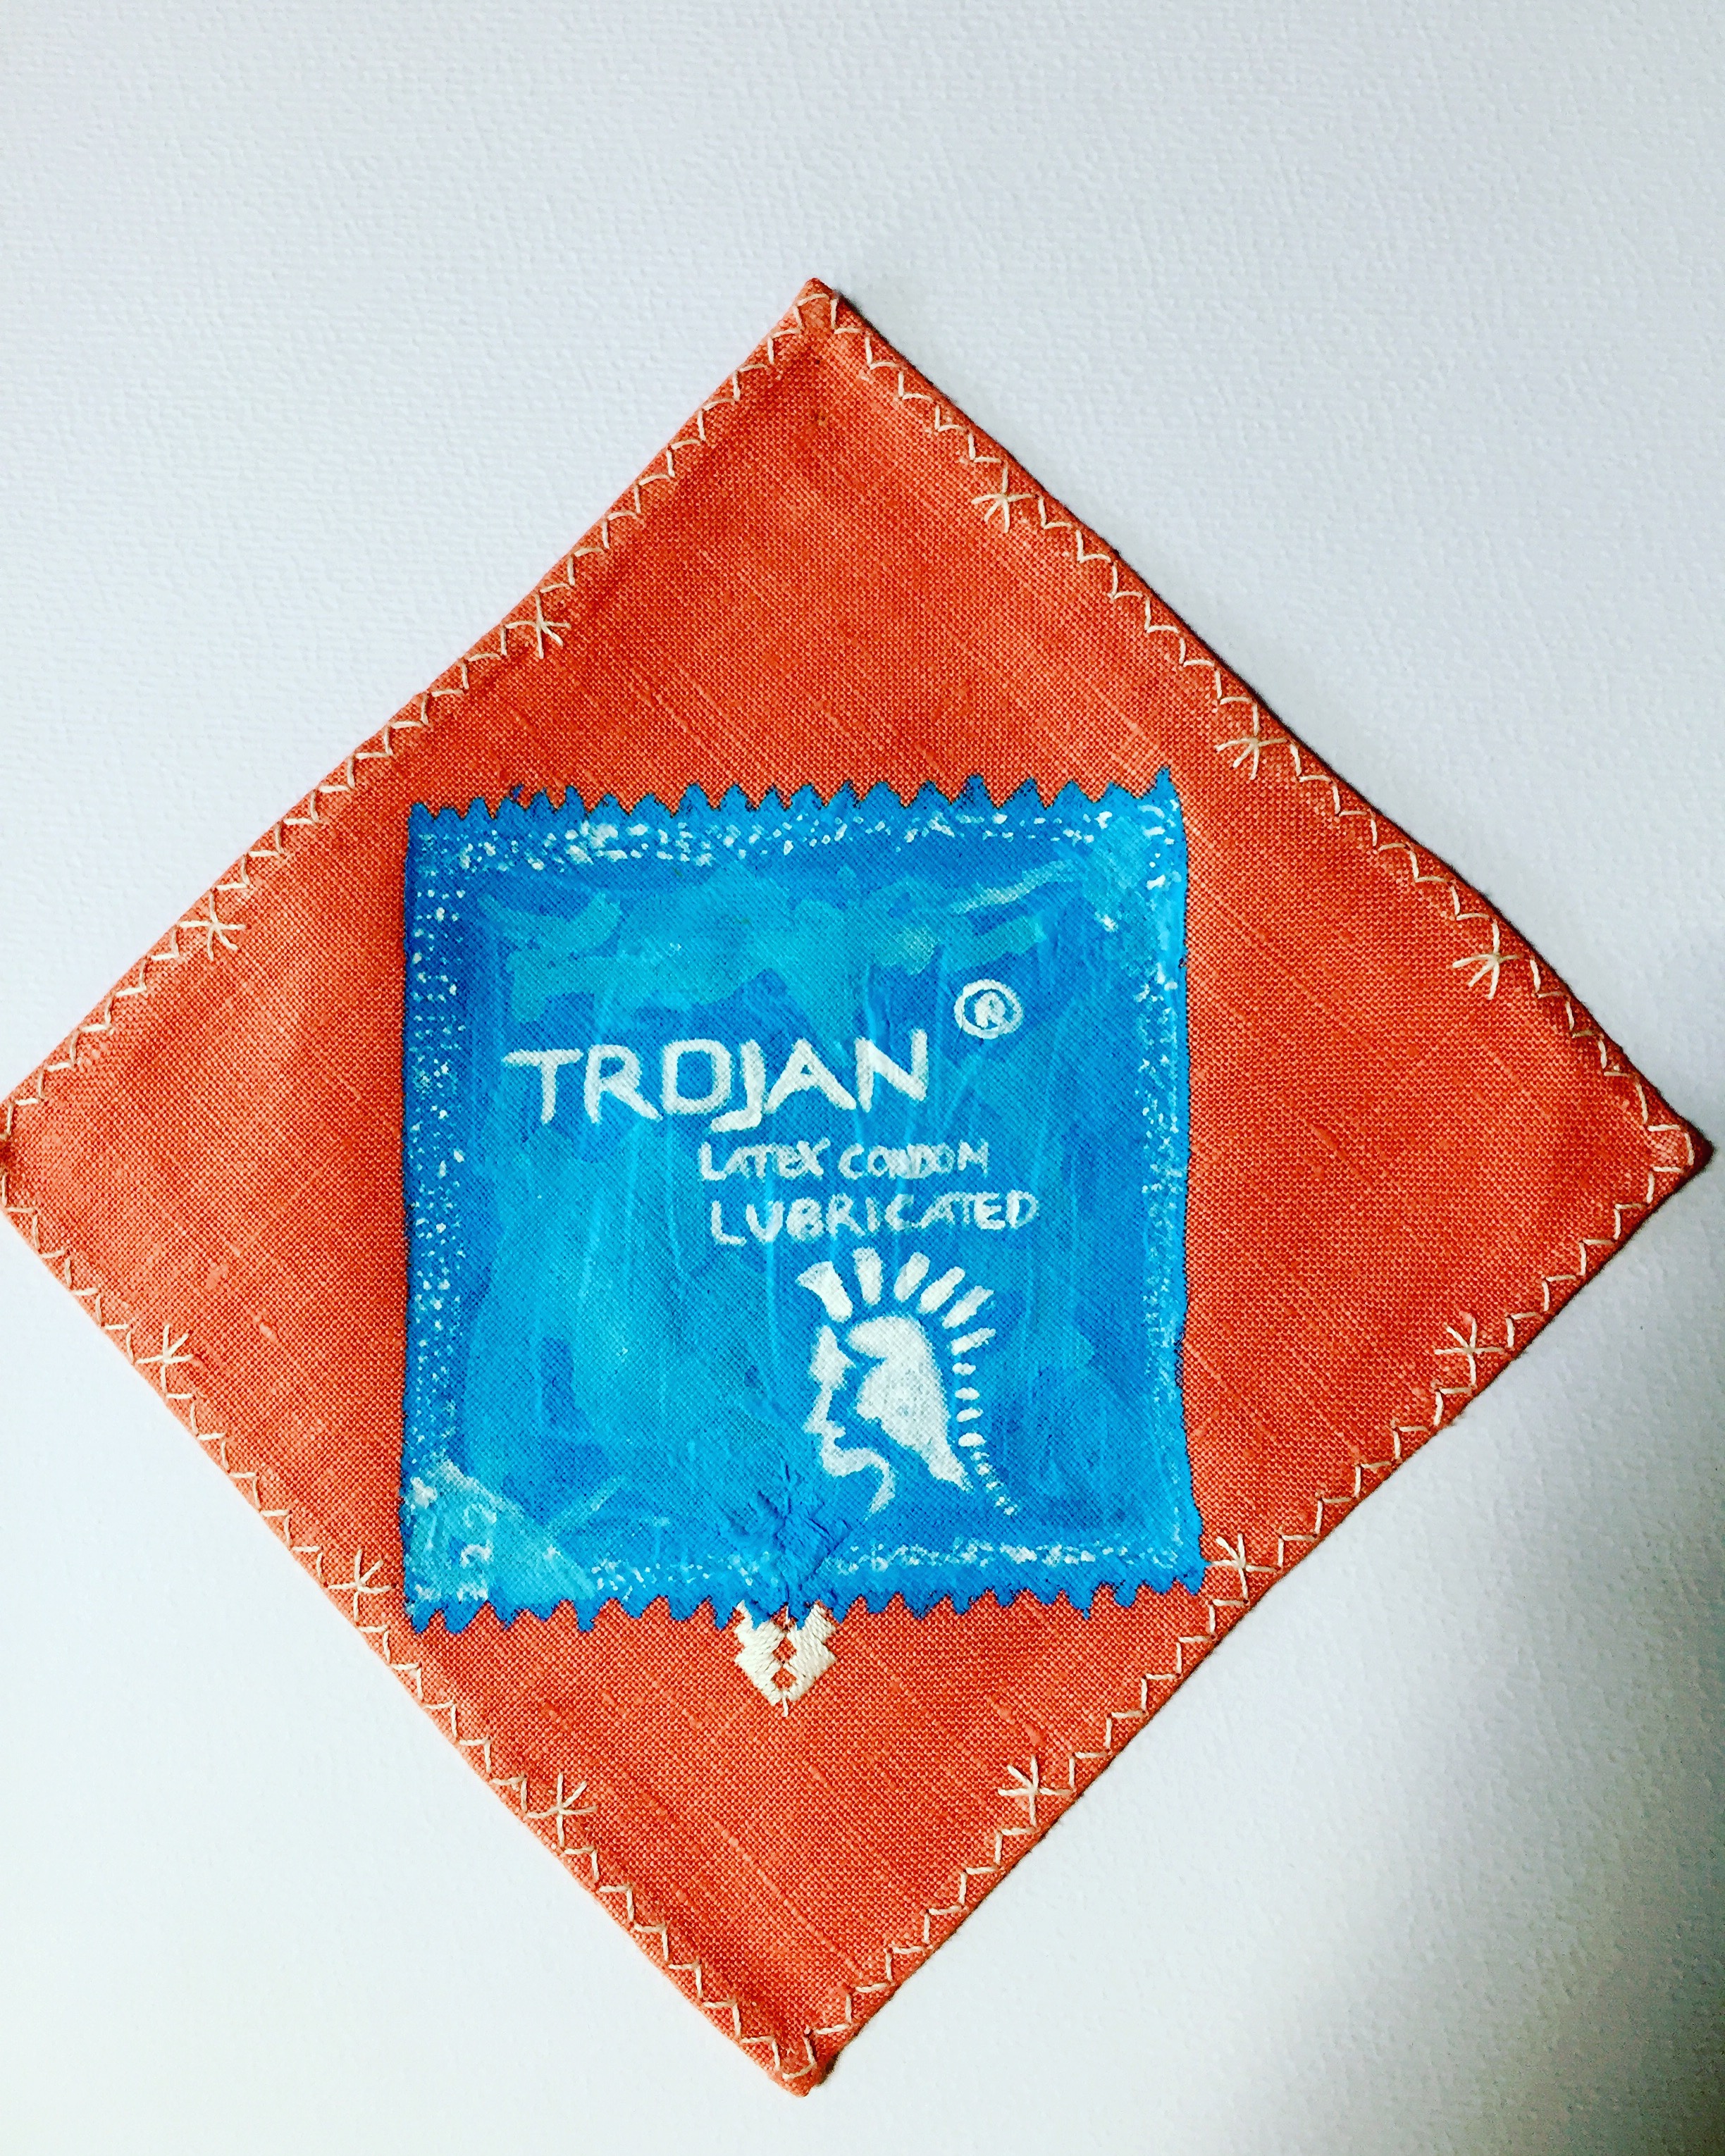 TROJAN ®
LATEX CONDOM
LUBRICATED